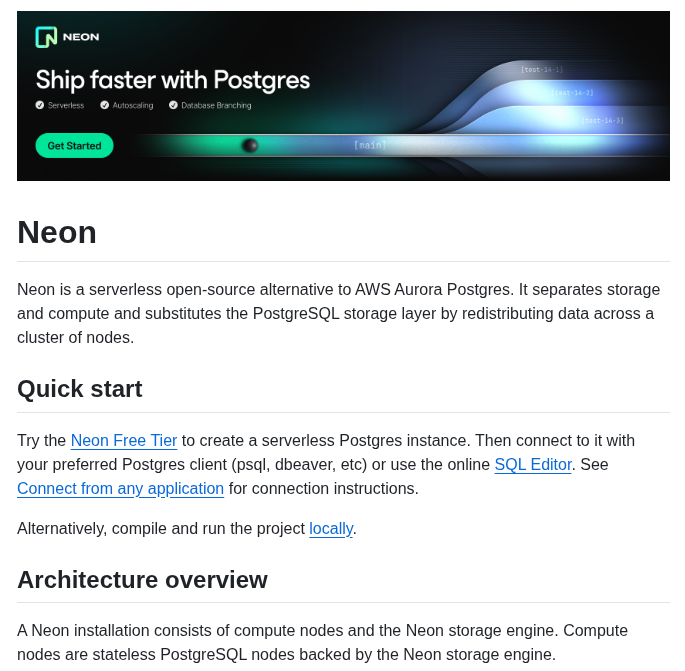 NEON
Ship faster with Postgres
Serverless Autoscaling Database Branching
Get Started
[main]
[test-14-1]
[test-14-2]
[test-14-3]
Neon
Neon is a serverless open-source alternative to AWS Aurora Postgres. It separates storage
and compute and substitutes the PostgreSQL storage layer by redistributing data across a
cluster of nodes.
Quick start
Try the Neon Free Tier to create a serverless Postgres instance. Then connect to it with
your preferred Postgres client (psql, dbeaver, etc) or use the online SQL Editor. See
Connect from any application for connection instructions.
Alternatively, compile and run the project locally.
Architecture overview
A Neon installation consists of compute nodes and the Neon storage engine. Compute
nodes are stateless PostgreSQL nodes backed by the Neon storage engine.